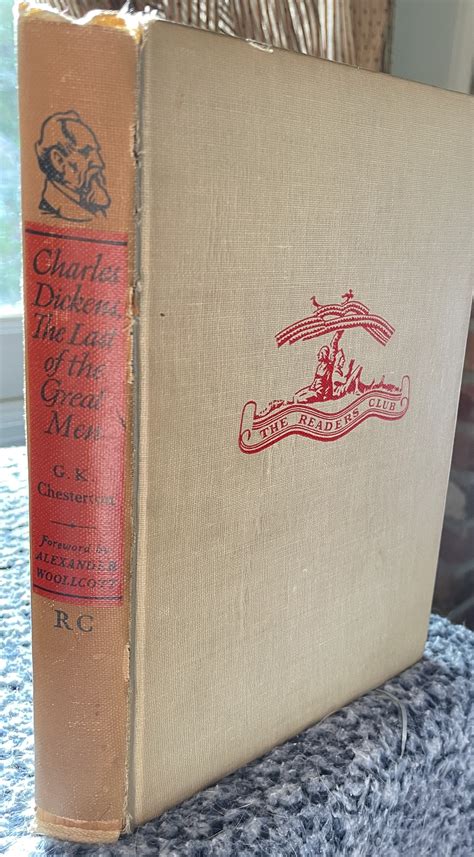 Charles
Dickens,
The Last
of the
Great
Men
G. K.
Chesterton
Foreword by
ALEXANDER
WOOLLCOTT
RC
THE READERS CLUB